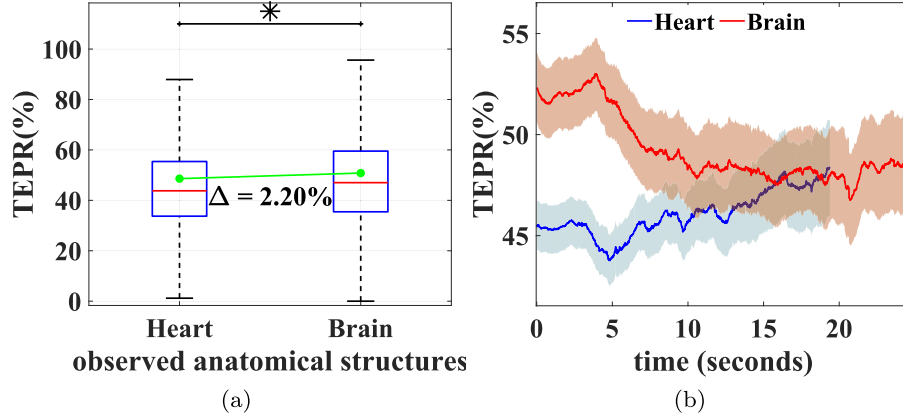 *
TEPR(%)
100
80
60
40
20
0
Δ = 2.20%
Heart Brain
observed anatomical structures
(a)
Heart Brain
TEPR(%)
55
50
45
0 5 10 15 20
time (seconds)
(b)